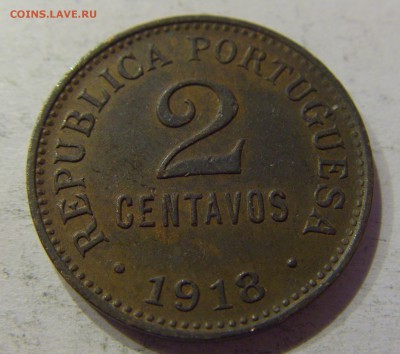 COINS.LAVE.RU
REPUBLICA PORTUGUESA
2
CENTAVOS
• 1918 •